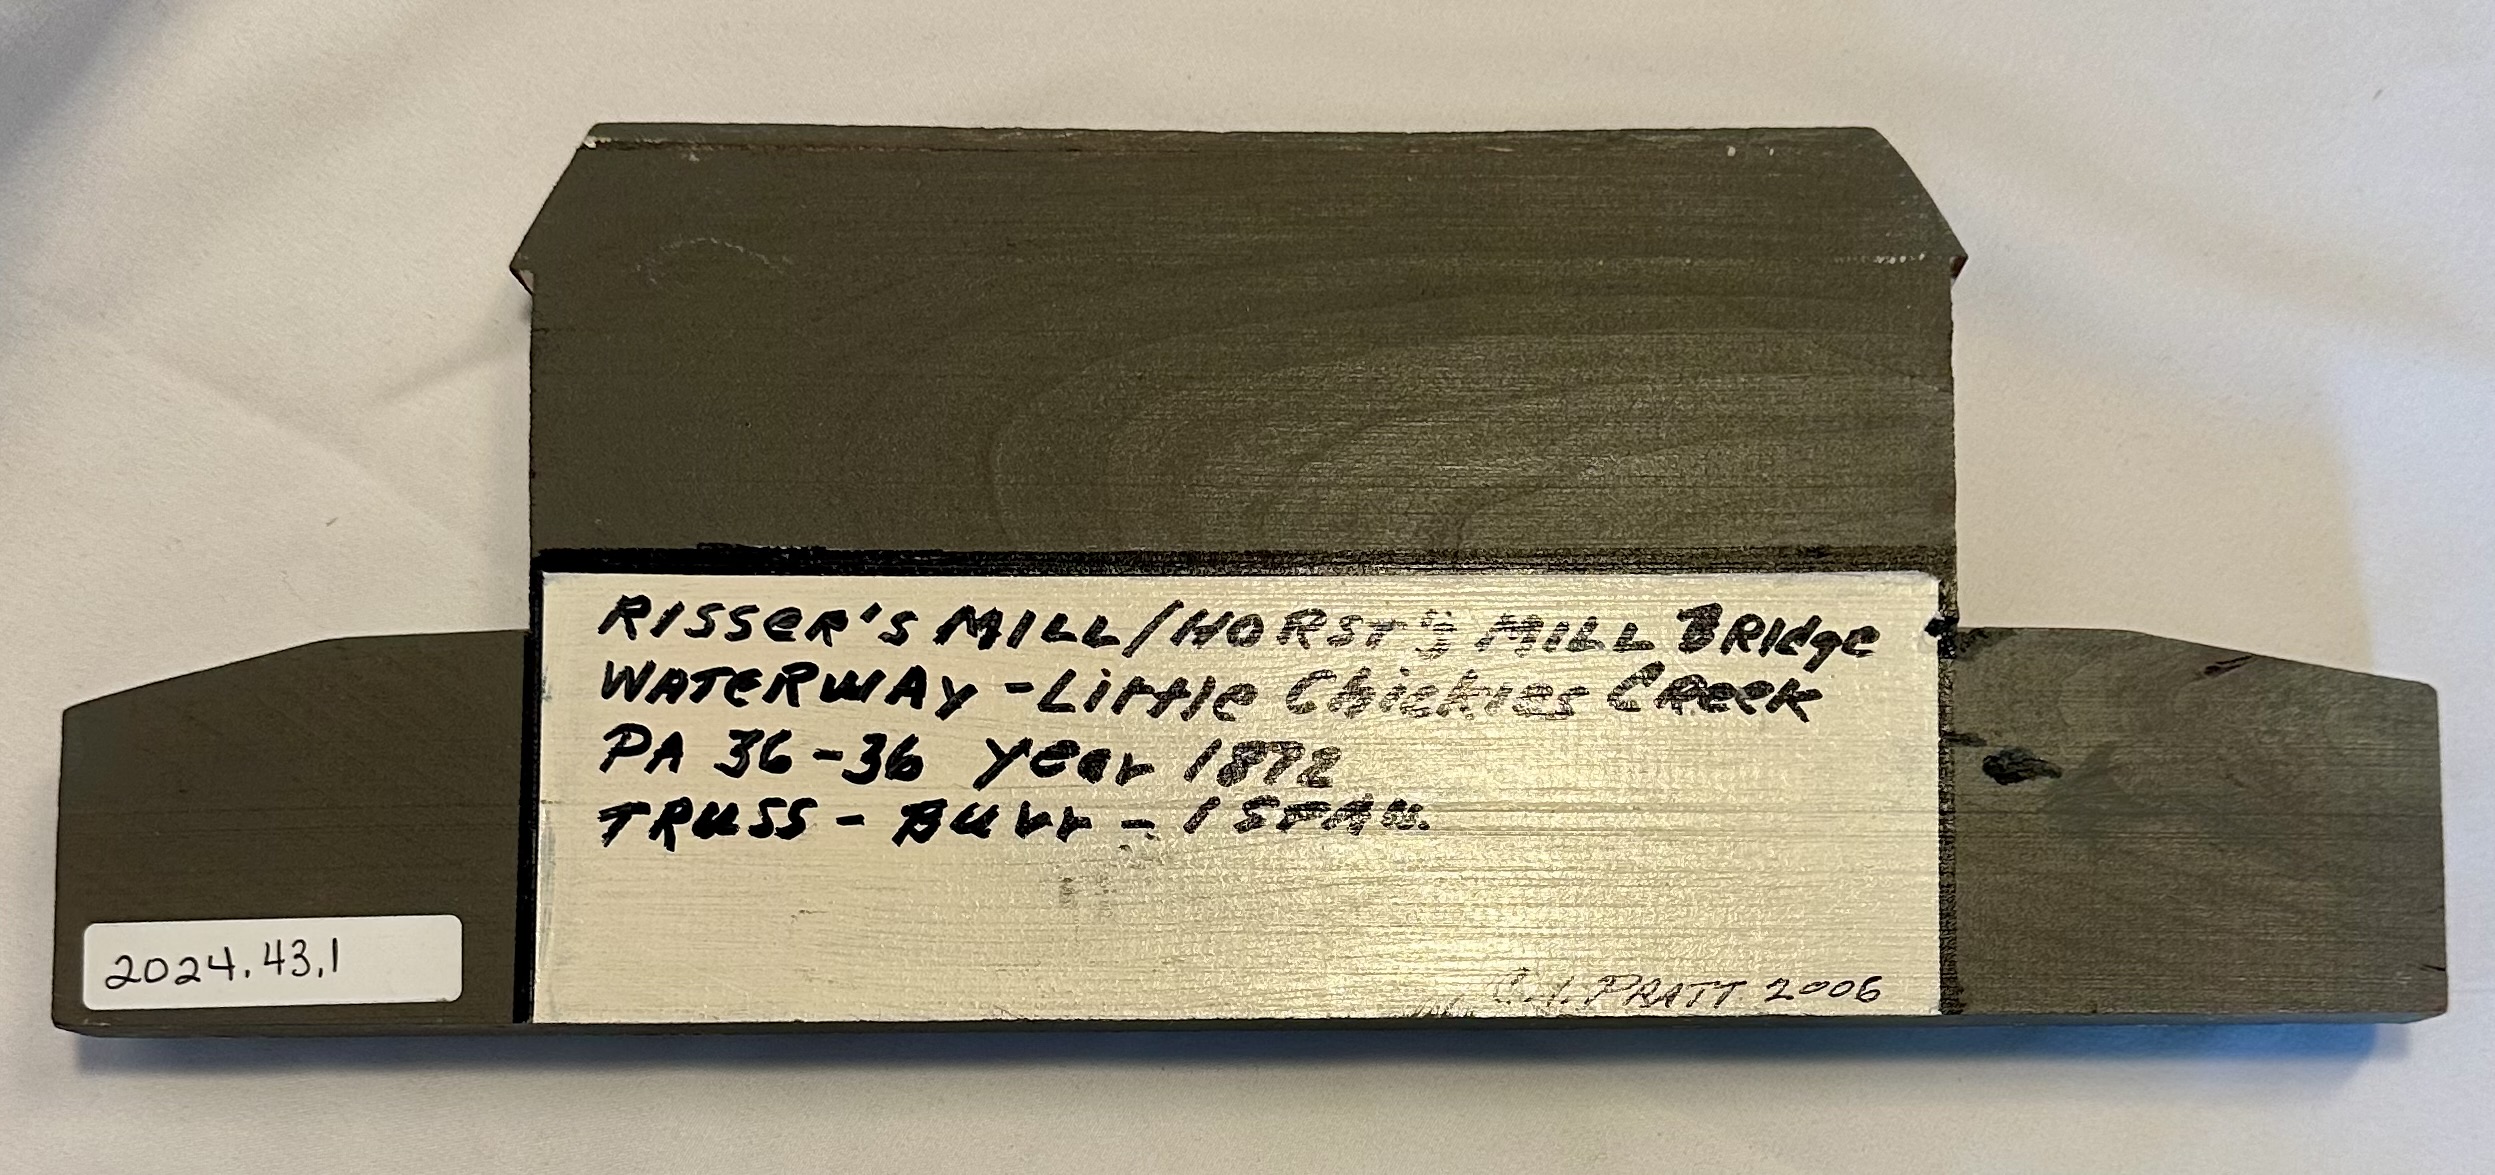 RISSER'S MILL/HORST'S MILL BRIdge
WATERWAY - Little Chickies CReek
PA 36-36 year 1872
TRUSS - Burr - 1 SPAN.
PRATT 2006
2024.43.1